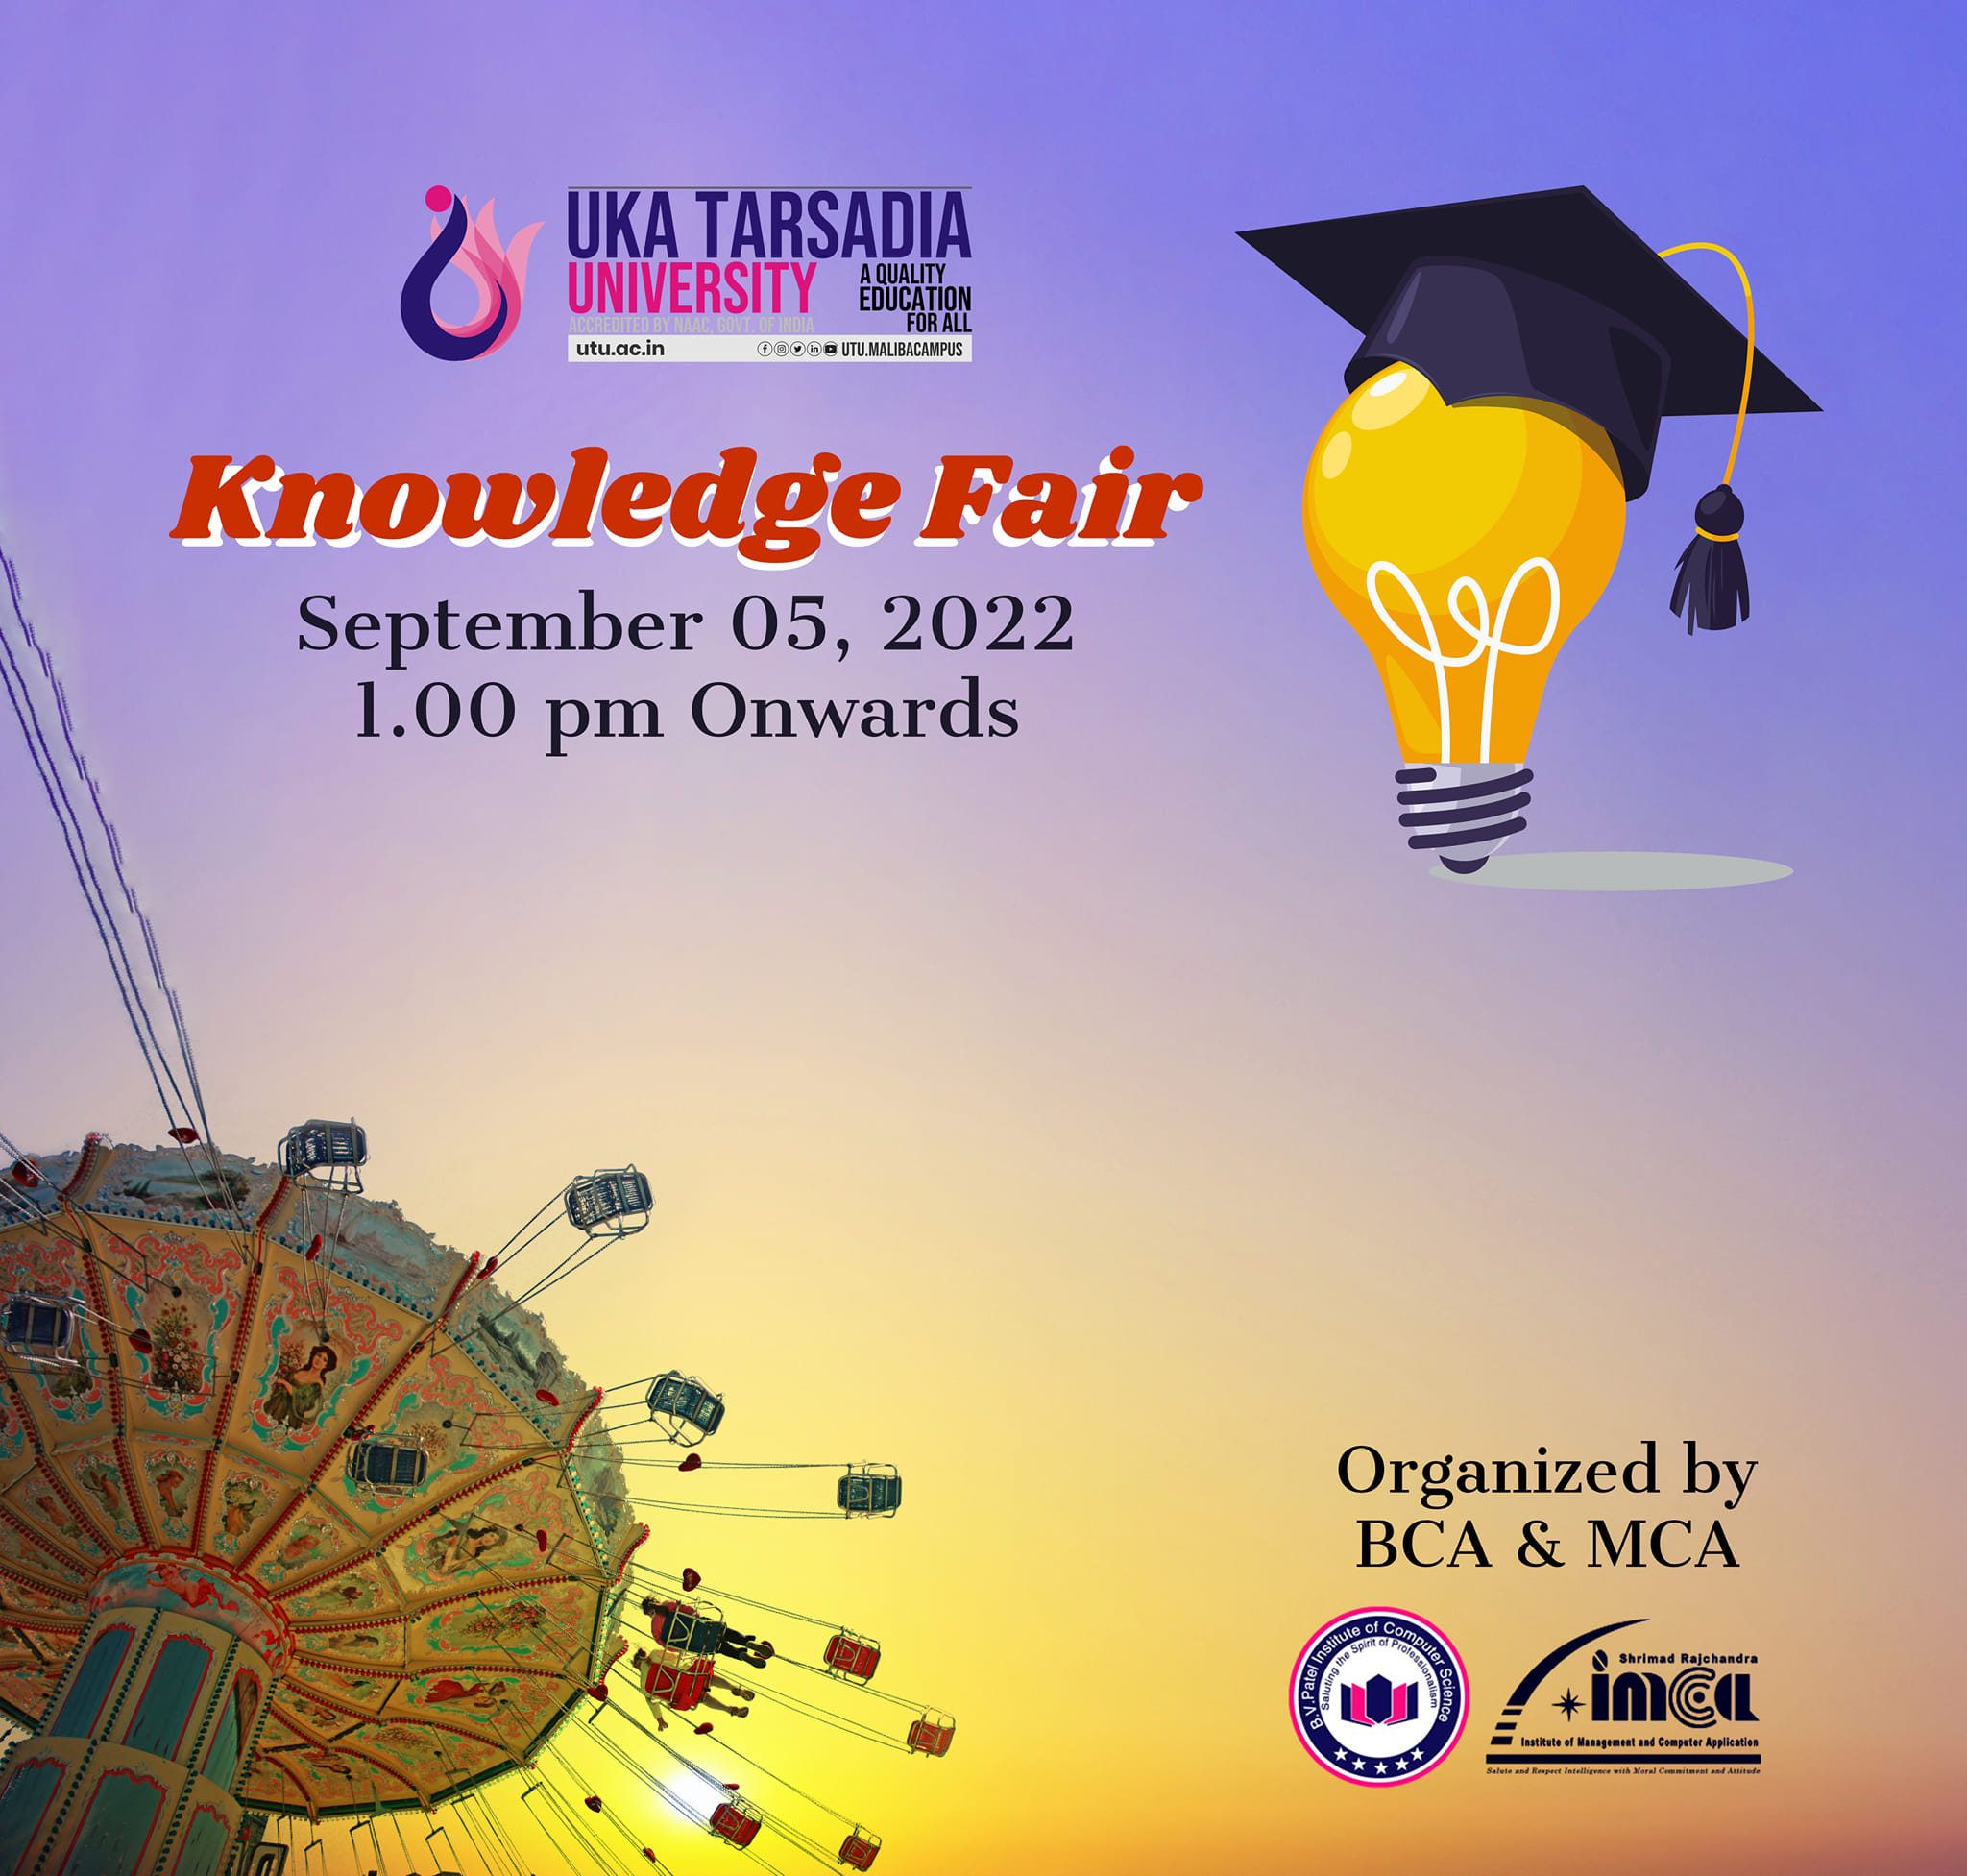 UKA TARSADIA
UNIVERSITY
A QUALITY
EDUCATION
FOR ALL
ACCREDITED BY NAAC, GOVT. OF INDIA
utu.ac.in
UTU.MALIBACAMPUS
Knowledge Fair
September 05, 2022
1.00 pm Onwards
Organized by
BCA & MCA
B.V.Patel Institute of Computer Science
Saluting the Spirit of Professionalism
Shrimad Rajchandra
imcca
Institute of Management and Computer Application
Salute and Respect Intelligence with Moral Commitment and Attitude